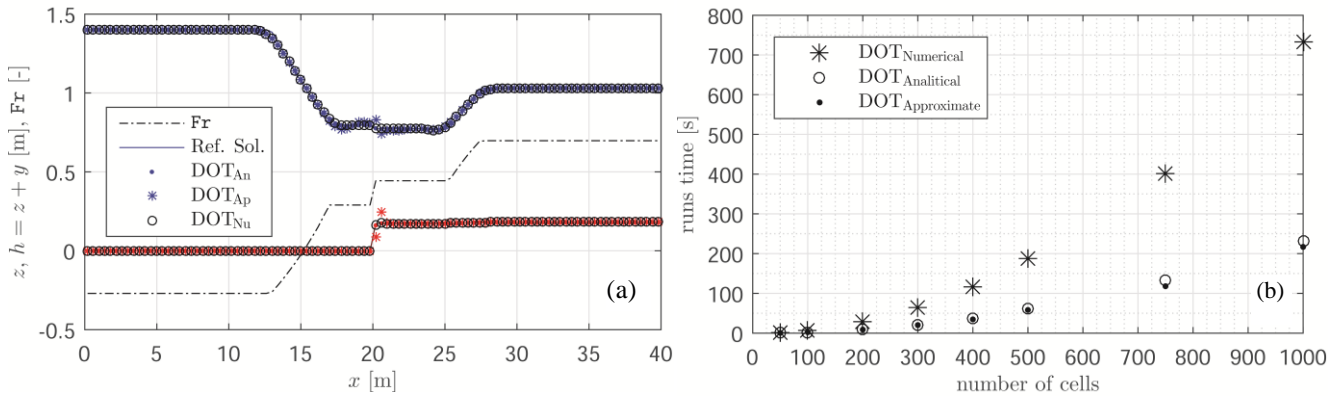 z, h = z + y [m], Fr [-]
1.5
1
0.5
0
-0.5
Fr
Ref. Sol.
DOT_An
DOT_Ap
DOT_Nu
(a)
0 5 10 15 20 25 30 35 40
x [m]
runs time [s]
800
700
600
500
400
300
200
100
0
DOT_Numerical
DOT_Analitical
DOT_Approximate
(b)
0 100 200 300 400 500 600 700 800 900 1000
number of cells